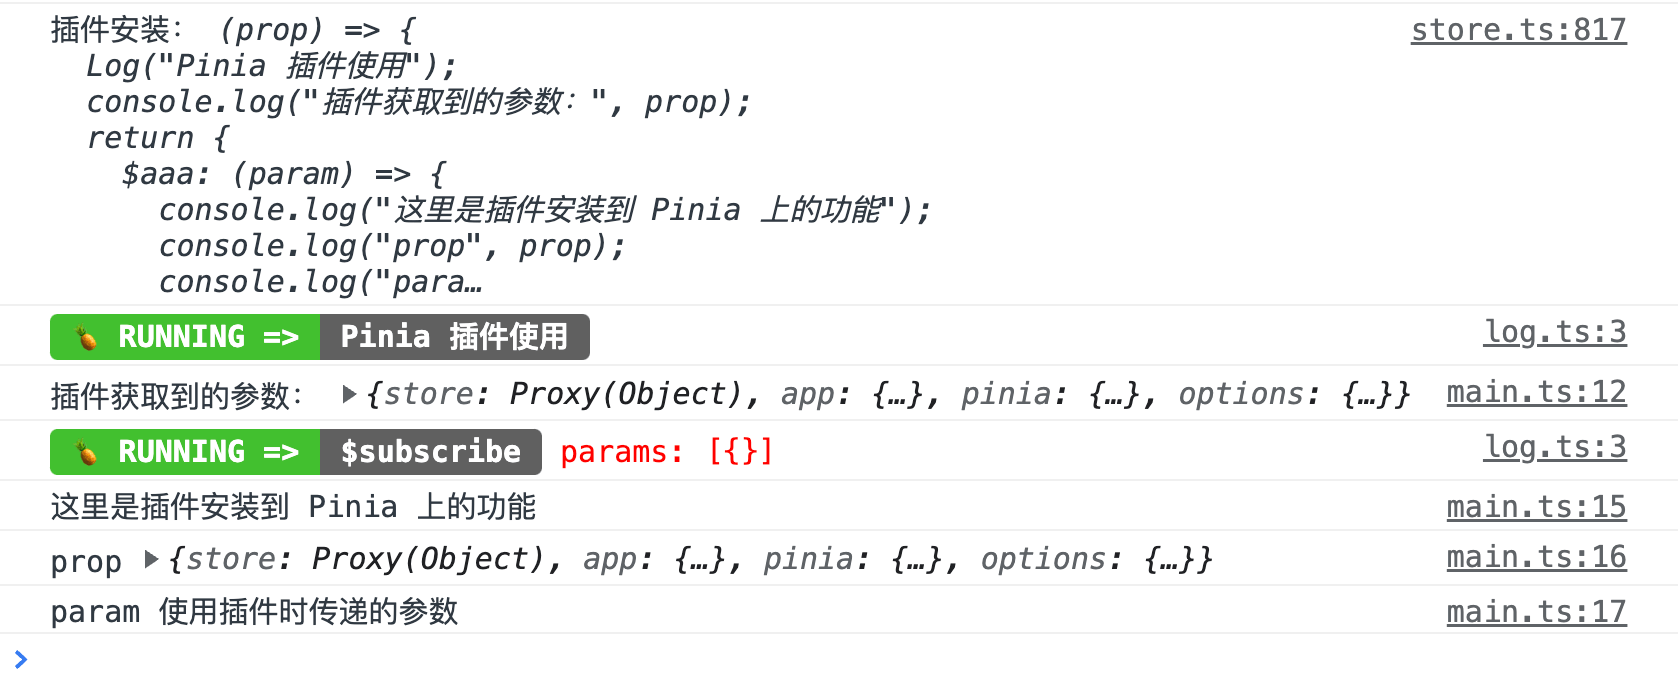 插件安装： (prop) => { store.ts:817
Log("Pinia 插件使用");
console.log("插件获取到的参数：", prop);
return {
$aaa: (param) => {
console.log("这里是插件安装到 Pinia 上的功能");
console.log("prop", prop);
console.log("para…
🍍 RUNNING => Pinia 插件使用 log.ts:3
插件获取到的参数： ▶{store: Proxy(Object), app: {…}, pinia: {…}, options: {…}} main.ts:12
🍍 RUNNING => $subscribe params: [{}] log.ts:3
这里是插件安装到 Pinia 上的功能 main.ts:15
prop ▶{store: Proxy(Object), app: {…}, pinia: {…}, options: {…}} main.ts:16
param 使用插件时传递的参数 main.ts:17